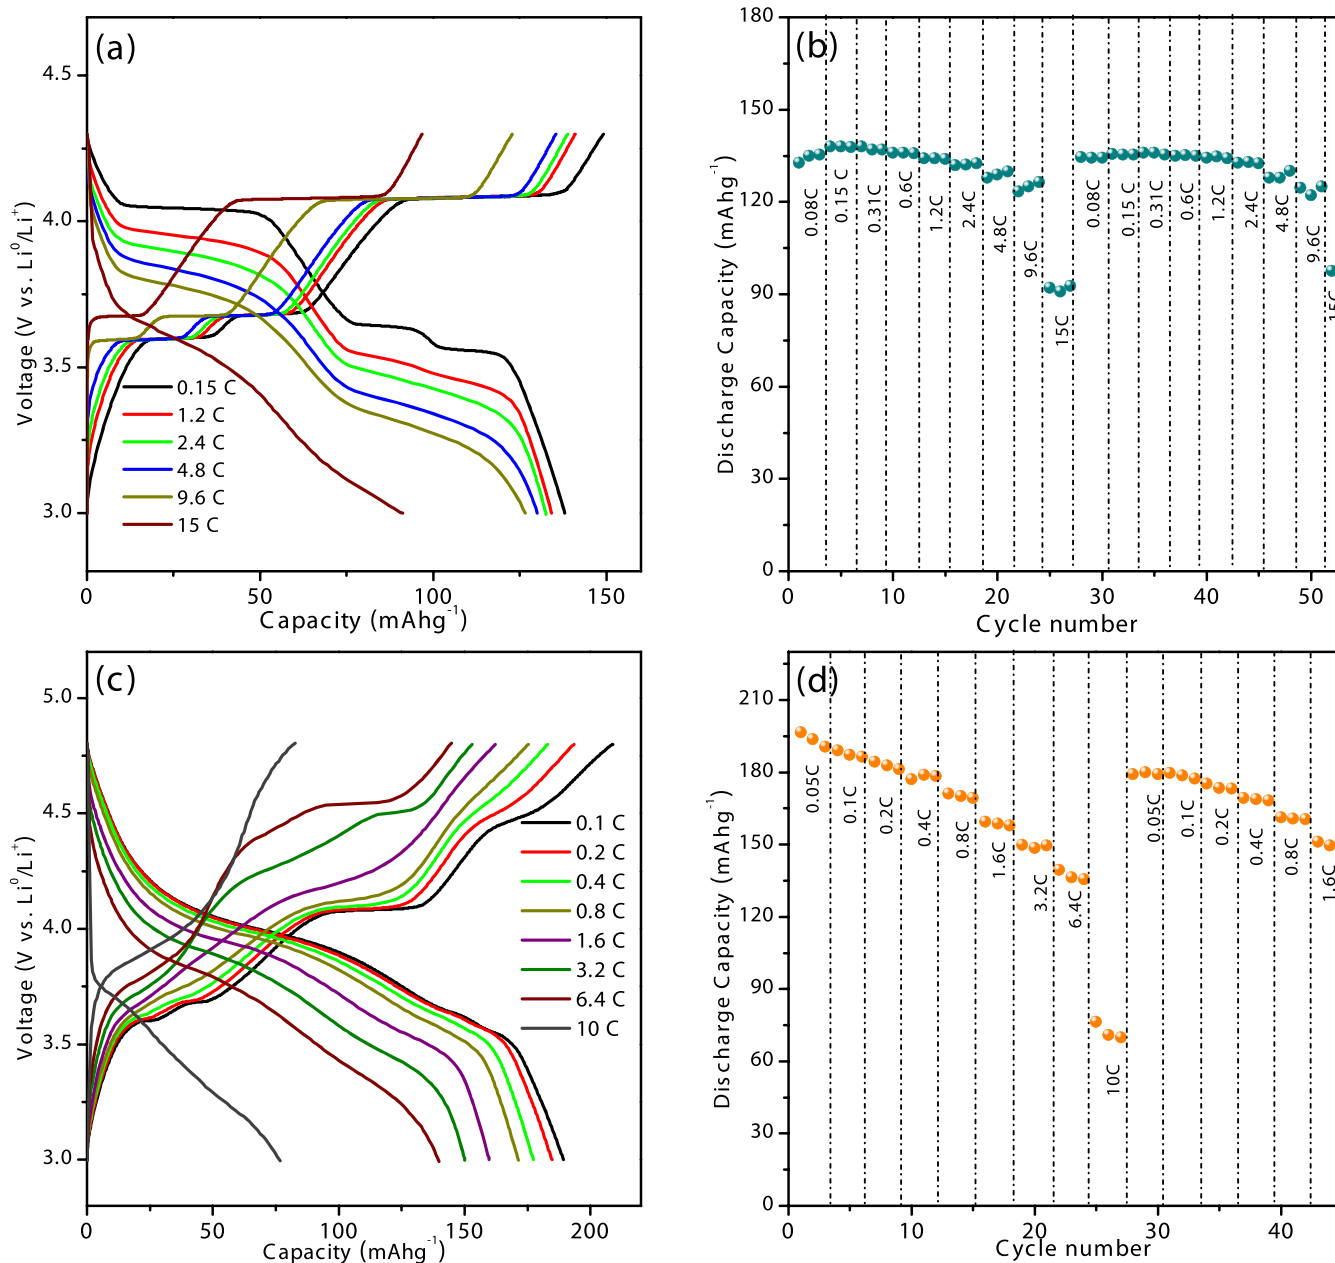 (a)
4.5
4.0
3.5
3.0
Voltage (V vs. Li⁰/Li⁺)
0.15 C
1.2 C
2.4 C
4.8 C
9.6 C
15 C
0 50 100 150
Capacity (mAhg⁻¹)
(b)
180
150
120
90
60
30
0
Discharge Capacity (mAhg⁻¹)
0.08C 0.15 C 0.31C 0.6C 1.2C 2.4C 4.8C 9.6C 15C 0.08C 0.15 C 0.31C 0.6C 1.2C 2.4C 4.8C 9.6C 15C
0 10 20 30 40 50
Cycle number
(c)
5.0
4.5
4.0
3.5
3.0
Voltage (V vs. Li⁰/Li⁺)
0.1 C
0.2 C
0.4 C
0.8 C
1.6 C
3.2 C
6.4 C
10 C
0 50 100 150 200
Capacity (mAhg⁻¹)
(d)
210
180
150
120
90
60
30
0
Discharge Capacity (mAhg⁻¹)
0.05C 0.1C 0.2C 0.4C 0.8C 1.6C 3.2C 6.4C 10C 0.05C 0.1C 0.2C 0.4C 0.8C 1.6C
0 10 20 30 40
Cycle number